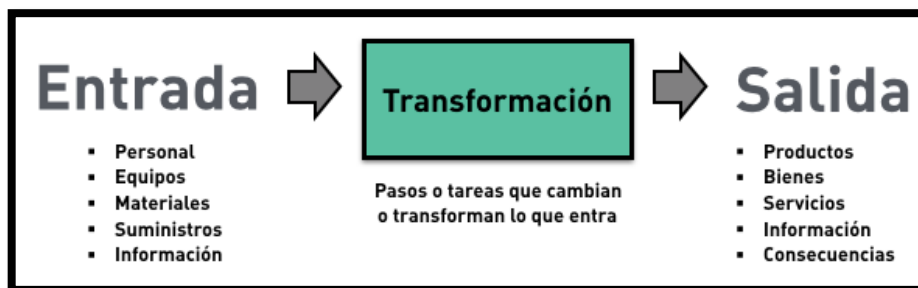 Entrada
Transformación
Salida
▪ Personal
▪ Equipos
▪ Materiales
▪ Suministros
▪ Información
Pasos o tareas que cambian
o transforman lo que entra
▪ Productos
▪ Bienes
▪ Servicios
▪ Información
▪ Consecuencias